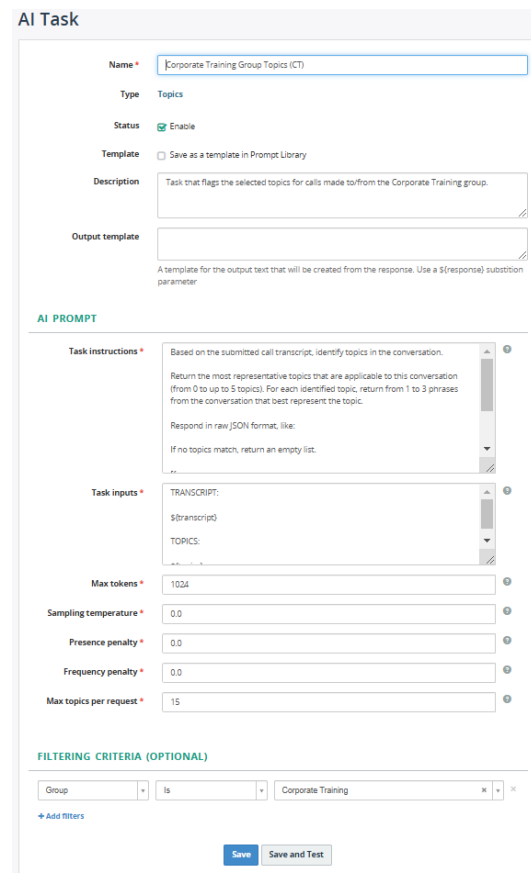 AI Task
Name *
Corporate Training Group Topics (CT)
Type
Topics
Status
Enable
Template
Save as a template in Prompt Library
Description
Task that flags the selected topics for calls made to/from the Corporate Training group.
Output template
A template for the output text that will be created from the response. Use a ${response} substition
parameter
AI PROMPT
Task instructions *
Based on the submitted call transcript, identify topics in the conversation.
Return the most representative topics that are applicable to this conversation
(from 0 to up to 5 topics). For each identified topic, return from 1 to 3 phrases
from the conversation that best represent the topic.
Respond in raw JSON format, like:
If no topics match, return an empty list.
Task inputs *
TRANSCRIPT:
${transcript}
TOPICS:
Max tokens *
1024
Sampling temperature *
0.0
Presence penalty *
0.0
Frequency penalty *
0.0
Max topics per request *
15
FILTERING CRITERIA (OPTIONAL)
Group
Is
Corporate Training
+ Add filters
Save
Save and Test